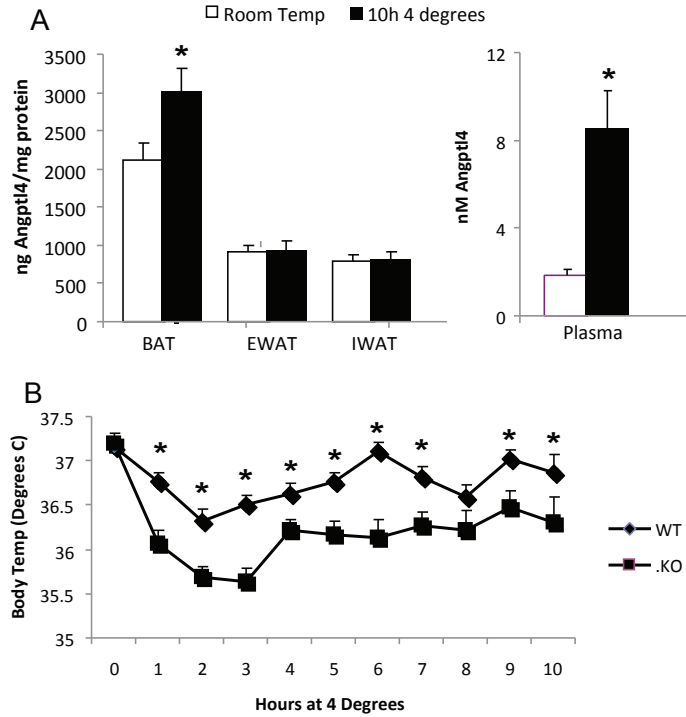 A
Room Temp 10h 4 degrees
*
3500
3000
2500
2000
1500
1000
500
0
ng Angptl4/mg protein
BAT EWAT IWAT
*
12
8
4
0
nM Angptl4
Plasma
B
37.5
37
36.5
36
35.5
35
Body Temp (Degrees C)
* * * * * * * * *
0 1 2 3 4 5 6 7 8 9 10
Hours at 4 Degrees
WT
.KO